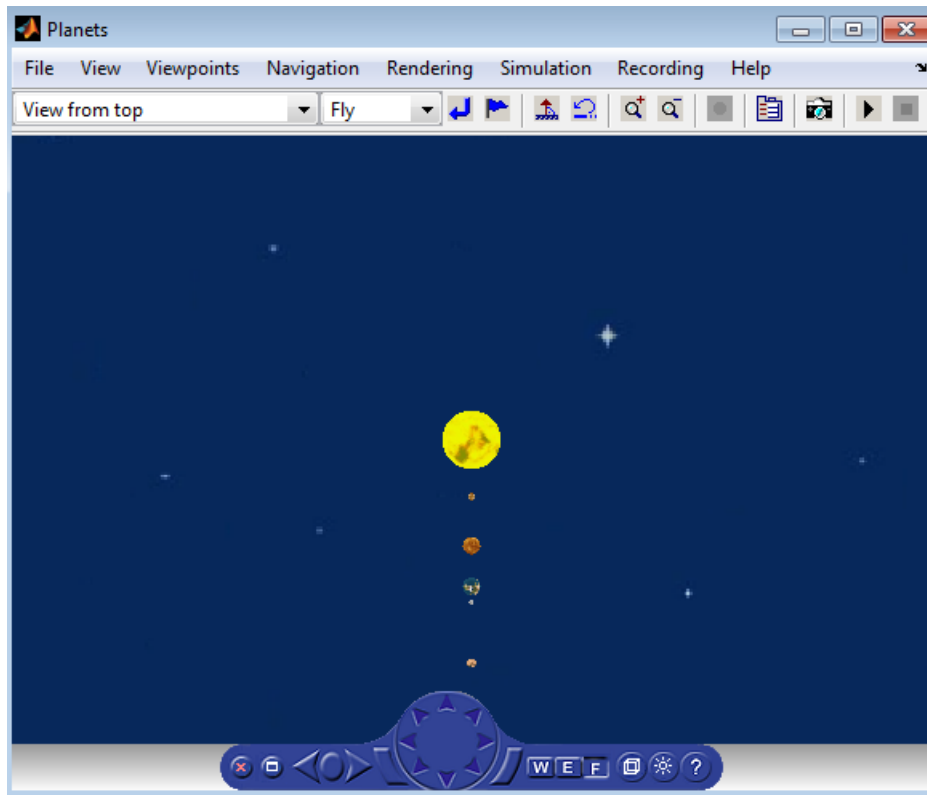 Planets
File View Viewpoints Navigation Rendering Simulation Recording Help
View from top Fly
W E F ?